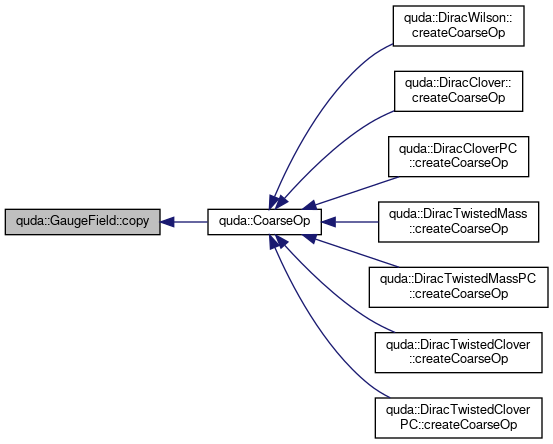 quda::DiracWilson::
createCoarseOp
quda::DiracClover::
createCoarseOp
quda::DiracCloverPC
::createCoarseOp
quda::GaugeField::copy
quda::CoarseOp
quda::DiracTwistedMass
::createCoarseOp
quda::DiracTwistedMassPC
::createCoarseOp
quda::DiracTwistedClover
::createCoarseOp
quda::DiracTwistedClover
PC::createCoarseOp